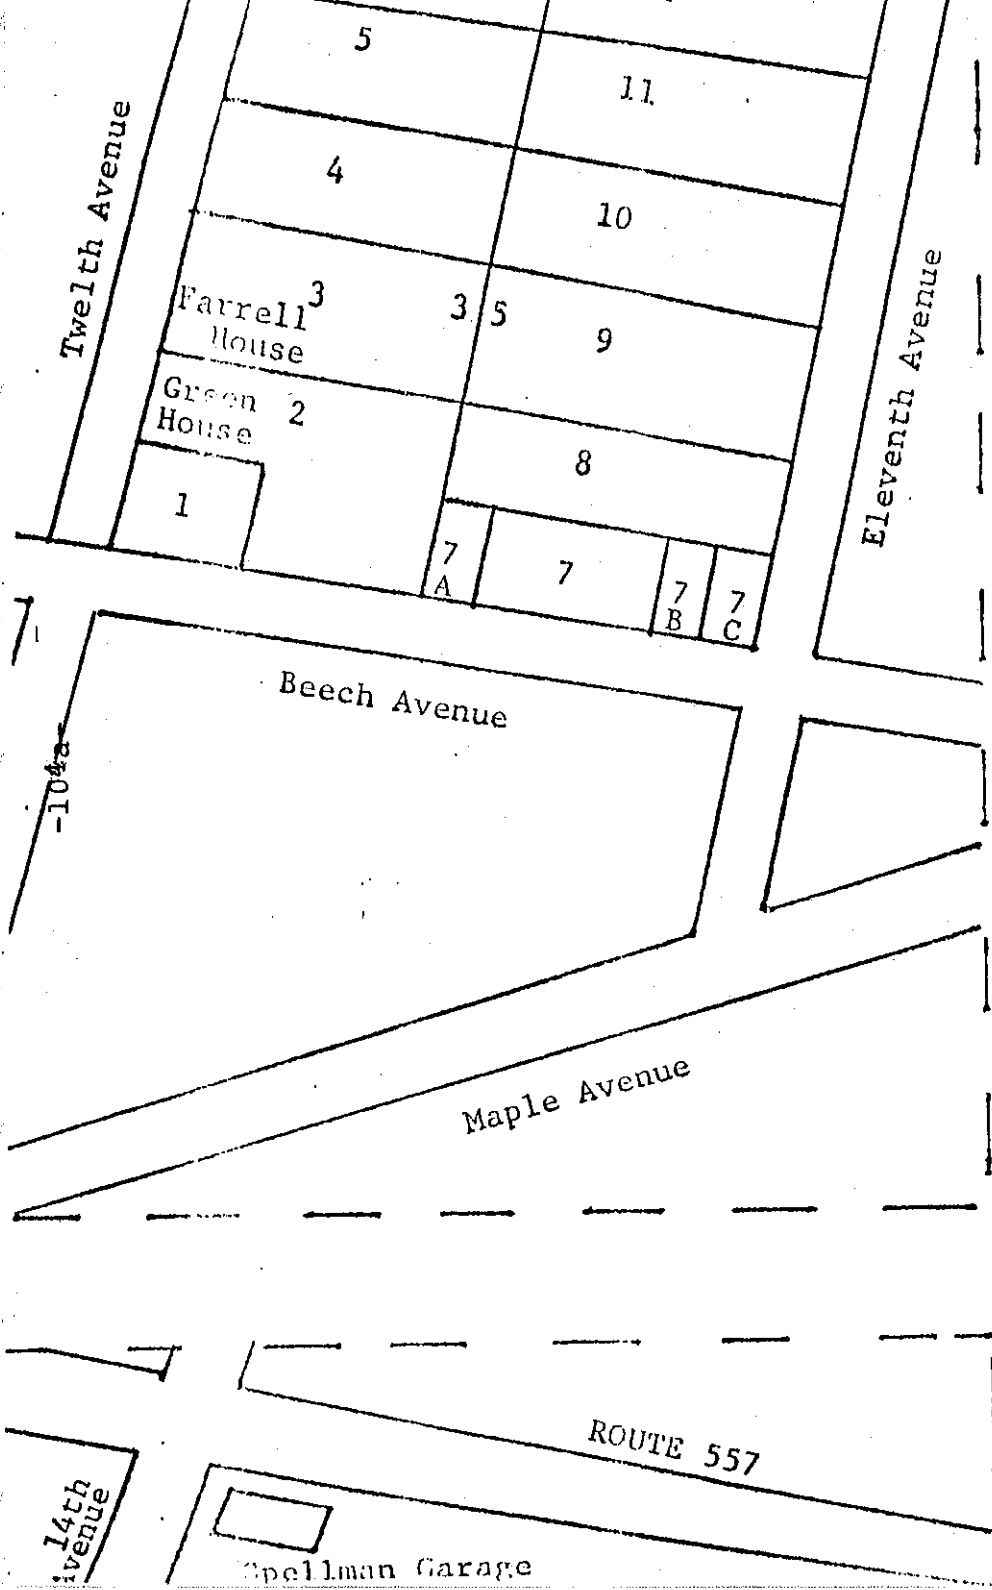 5
11
4
10
Twelth Avenue
3
Farrell
House
3 5
9
Eleventh Avenue
Green 2
House
8
1
7
A
7
7
B
7
C
Beech Avenue
-104a-
Maple Avenue
ROUTE 557
14th
Avenue
Spellman Garage